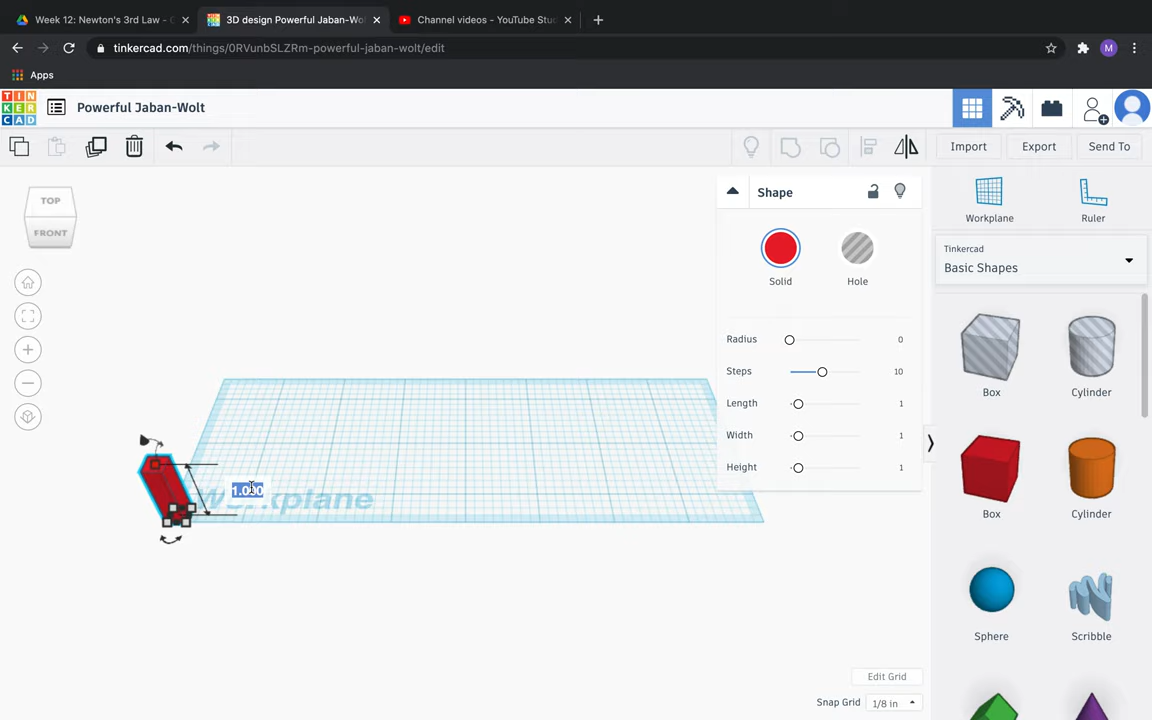 Week 12: Newton's 3rd Law -
3D design Powerful Jaban-Wo
Channel videos - YouTube Stu
tinkercad.com/things/0RVunbSLZRm-powerful-jaban-wolt/edit
M
Apps
TIN
KER
CAD
Powerful Jaban-Wolt
Import
Export
Send To
TOP
FRONT
Shape
Solid
Hole
Radius 0
Steps 10
Length 1
Width 1
Height 1
Workplane
Ruler
Tinkercad
Basic Shapes
Box
Cylinder
Box
Cylinder
Sphere
Scribble
1.000
Workplane
Edit Grid
Snap Grid 1/8 in